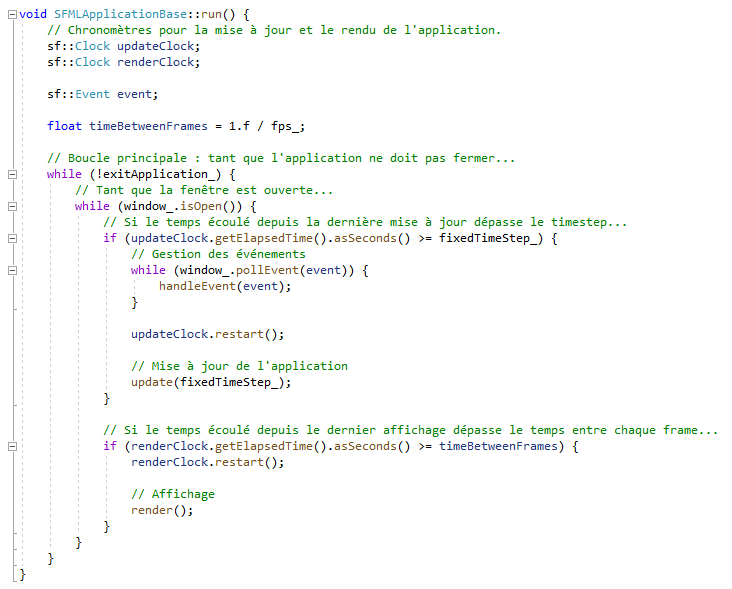 void SFMLApplicationBase::run() {
    // Chronomètres pour la mise à jour et le rendu de l'application.
    sf::Clock updateClock;
    sf::Clock renderClock;

    sf::Event event;

    float timeBetweenFrames = 1.f / fps_;

    // Boucle principale : tant que l'application ne doit pas fermer...
    while (!exitApplication_) {
        // Tant que la fenêtre est ouverte...
        while (window_.isOpen()) {
            // Si le temps écoulé depuis la dernière mise à jour dépasse le timestep...
            if (updateClock.getElapsedTime().asSeconds() >= fixedTimeStep_) {
                // Gestion des événements
                while (window_.pollEvent(event)) {
                    handleEvent(event);
                }

                updateClock.restart();

                // Mise à jour de l'application
                update(fixedTimeStep_);
            }

            // Si le temps écoulé depuis le dernier affichage dépasse le temps entre chaque frame...
            if (renderClock.getElapsedTime().asSeconds() >= timeBetweenFrames) {
                renderClock.restart();

                // Affichage
                render();
            }
        }
    }
}